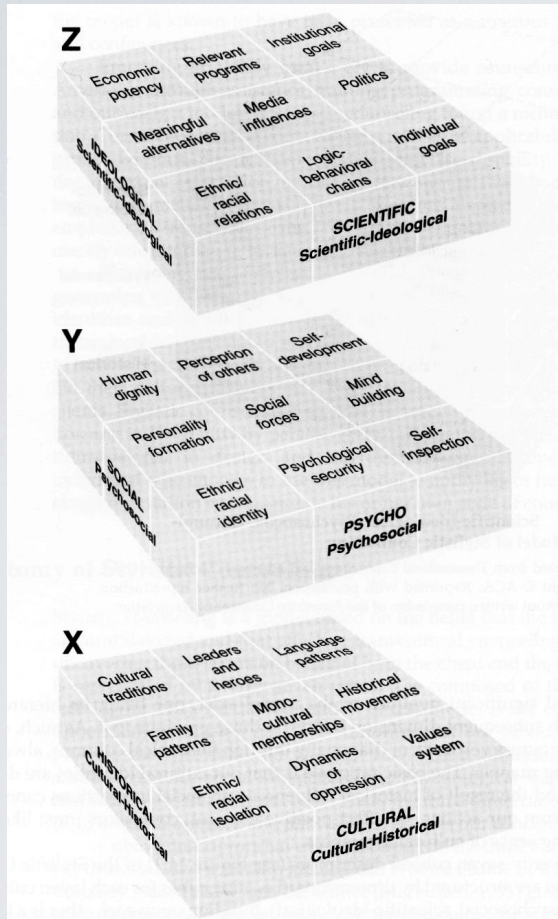 Z
Economic
potency
Relevant
programs
Institutional
goals
Meaningful
alternatives
Media
influences
Politics
Ethnic/
racial
relations
Logic-
behavioral
chains
Individual
goals
IDEOLOGICAL
Scientific-Ideological
SCIENTIFIC
Scientific-Ideological
Y
Human
dignity
Perception
of others
Self-
development
Personality
formation
Social
forces
Mind
building
Ethnic/
racial
identity
Psychological
security
Self-
inspection
SOCIAL
Psychosocial
PSYCHO
Psychosocial
X
Cultural
traditions
Leaders
and
heroes
Language
patterns
Family
patterns
Mono-
cultural
memberships
Historical
movements
Ethnic/
racial
isolation
Dynamics
of
oppression
Values
system
HISTORICAL
Cultural-Historical
CULTURAL
Cultural-Historical